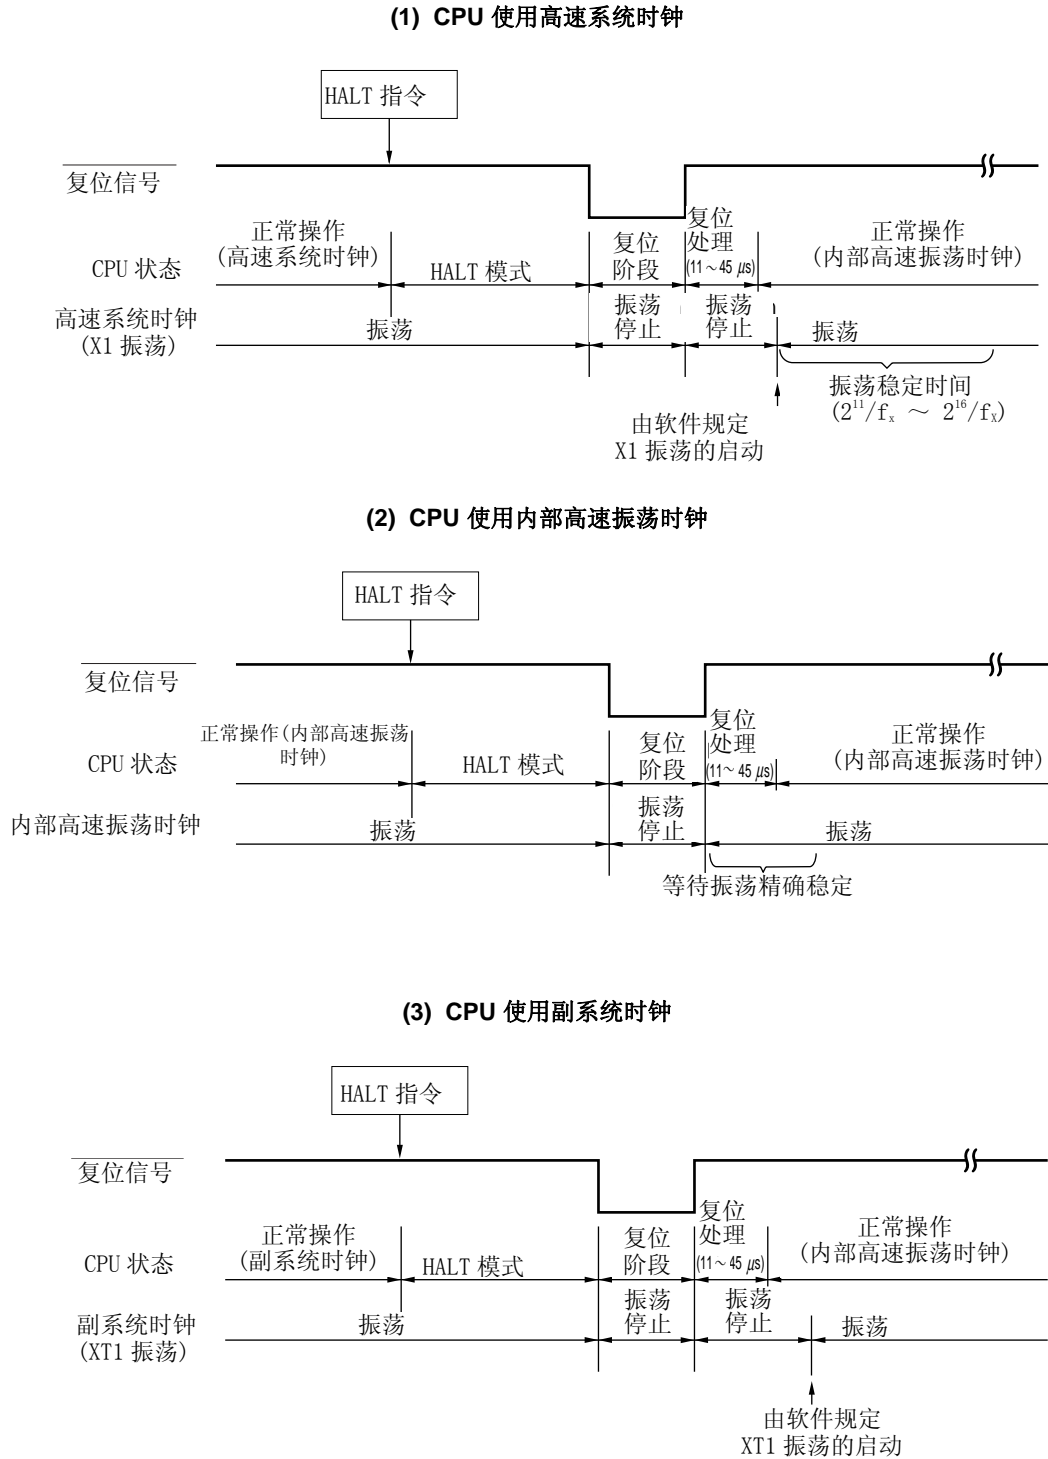 (1) CPU 使用高速系统时钟
HALT 指令
复位信号
CPU 状态
正常操作
(高速系统时钟)
HALT 模式
复位
阶段
复位
处理
(11～45 μs)
正常操作
(内部高速振荡时钟)
高速系统时钟
(X1 振荡)
振荡
振荡
停止
振荡
停止
振荡
振荡稳定时间
(2¹¹/fx ～ 2¹⁶/fx)
由软件规定
X1 振荡的启动
(2) CPU 使用内部高速振荡时钟
HALT 指令
复位信号
CPU 状态
正常操作(内部高速振荡
时钟)
HALT 模式
复位
阶段
复位
处理
(11～45 μs)
正常操作
(内部高速振荡时钟)
内部高速振荡时钟
振荡
振荡
停止
振荡
等待振荡精确稳定
(3) CPU 使用副系统时钟
HALT 指令
复位信号
CPU 状态
正常操作
(副系统时钟)
HALT 模式
复位
阶段
复位
处理
(11～45 μs)
正常操作
(内部高速振荡时钟)
副系统时钟
(XT1 振荡)
振荡
振荡
停止
振荡
停止
振荡
由软件规定
XT1 振荡的启动